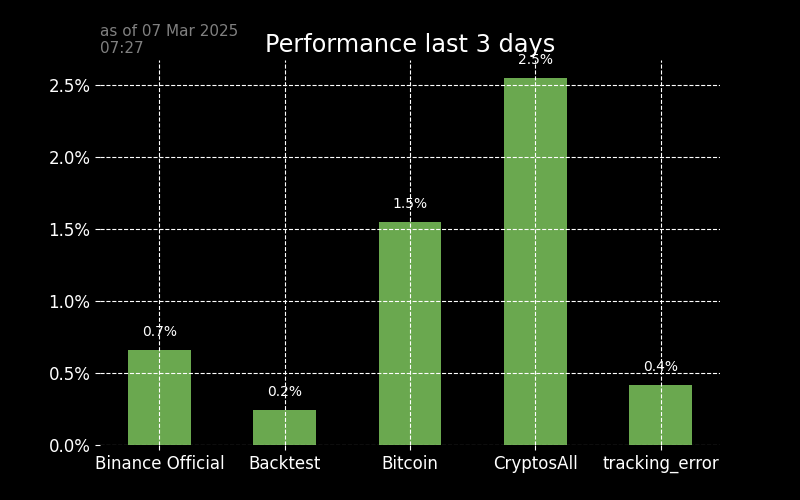 as of 07 Mar 2025
07:27
Performance last 3 days
2.5%
2.5%
2.0%
1.5%
1.5%
1.0%
0.7%
0.5%
0.4%
0.2%
0.0%
Binance Official
Backtest
Bitcoin
CryptosAll
tracking_error